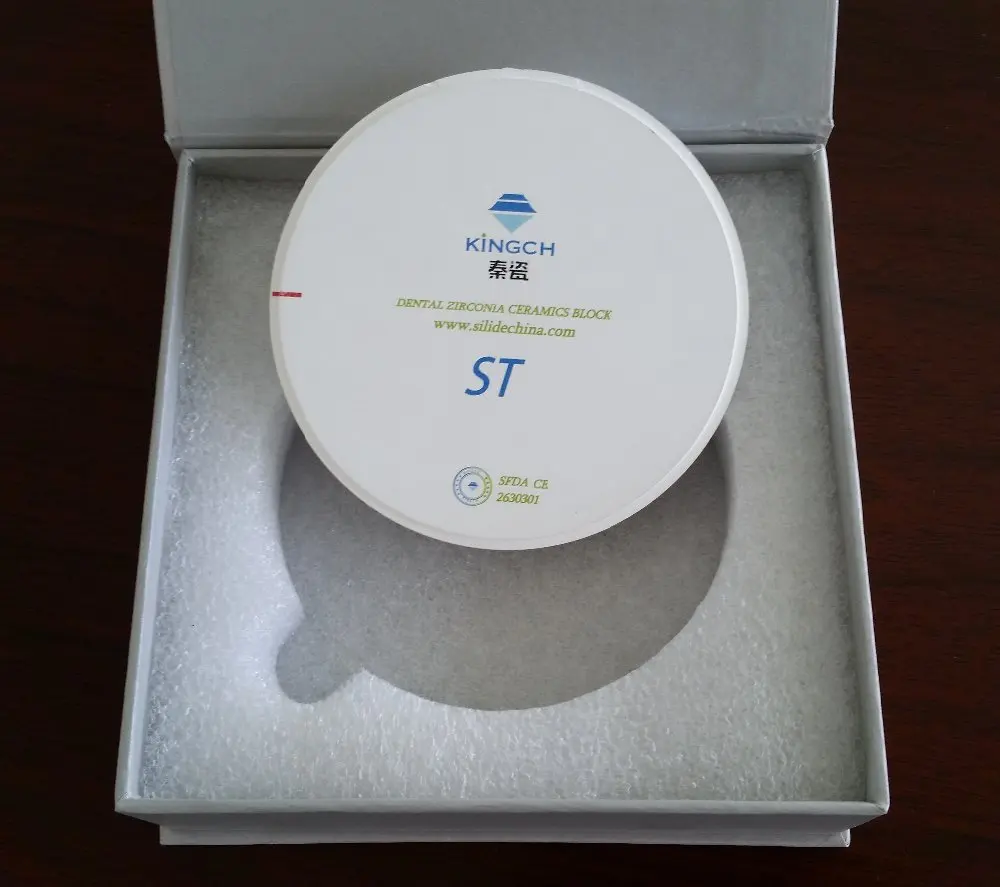 KINGCH
秦瓷
DENTAL ZIRCONIA CERAMICS BLOCK
www.silidechina.com
ST
SFDA CE
2630301